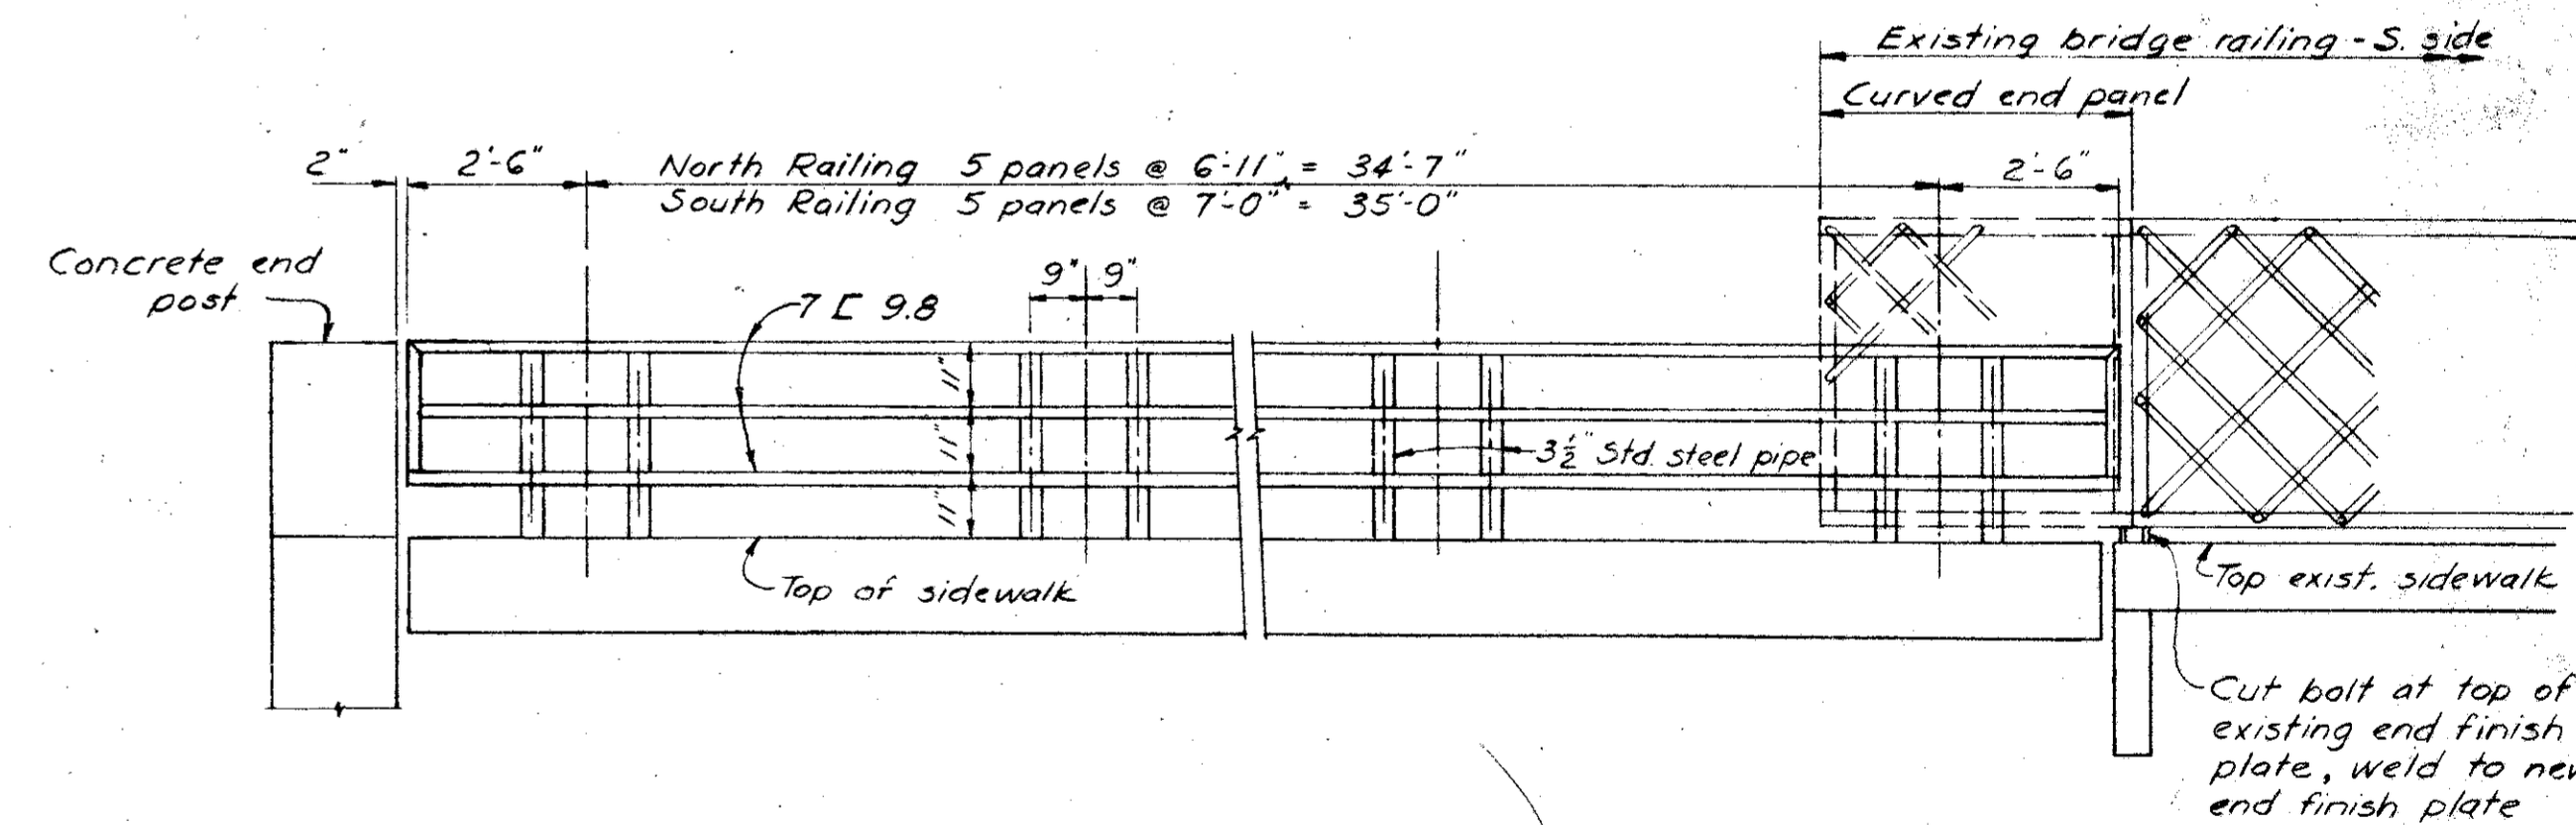 Existing bridge railing - S. side
Curved end panel
2"
2'-6"
North Railing 5 panels @ 6'-11" = 34'-7"
South Railing 5 panels @ 7'-0" = 35'-0"
2'-6"
Concrete end
post
9" 9"
7 [ 9.8
11"
11"
11"
3½" Std. steel pipe
Top of sidewalk
Top exist. sidewalk
Cut bolt at top of
existing end finish
plate, weld to new
end finish plate